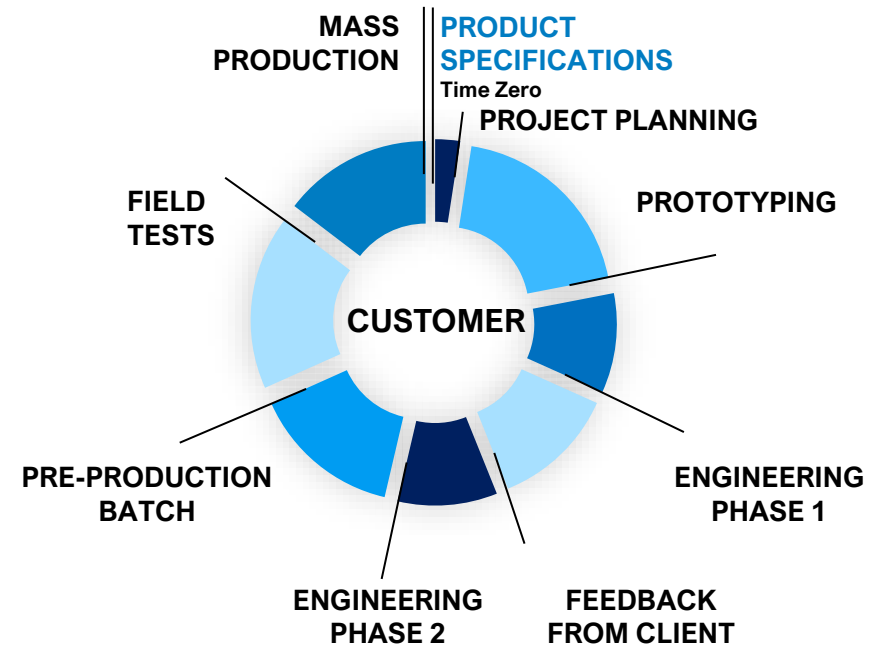 MASS
PRODUCTION
PRODUCT
SPECIFICATIONS
Time Zero
PROJECT PLANNING
PROTOTYPING
FIELD
TESTS
CUSTOMER
PRE-PRODUCTION
BATCH
ENGINEERING
PHASE 1
ENGINEERING
PHASE 2
FEEDBACK
FROM CLIENT